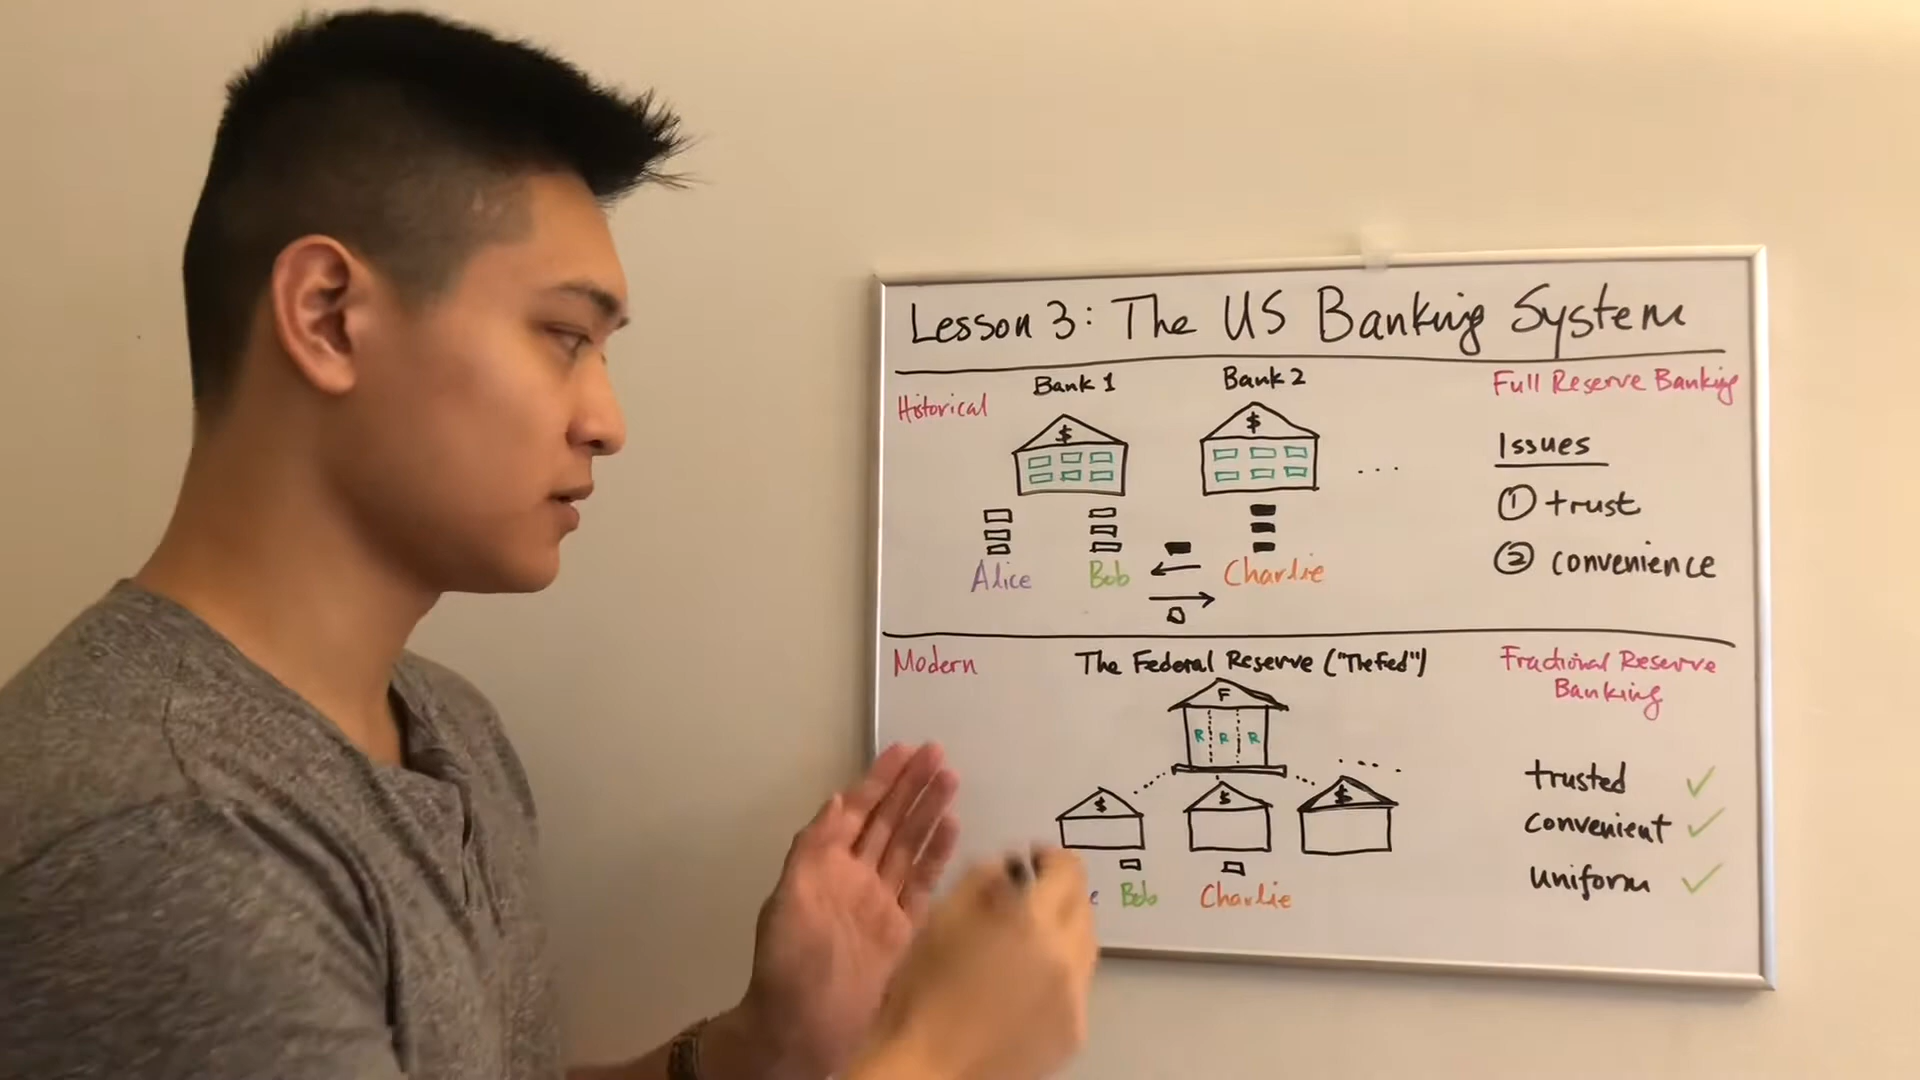 Lesson 3: The US Banking System
Historical
Bank 1
Bank 2
Full Reserve Banking
$
$
. . .
Issues
① trust
② convenience
Alice
Bob
Charlie
Modern
The Federal Reserve ("The Fed")
Fractional Reserve
Banking
F
R R R
$
$
$
trusted ✓
convenient ✓
uniform ✓
e Bob
Charlie